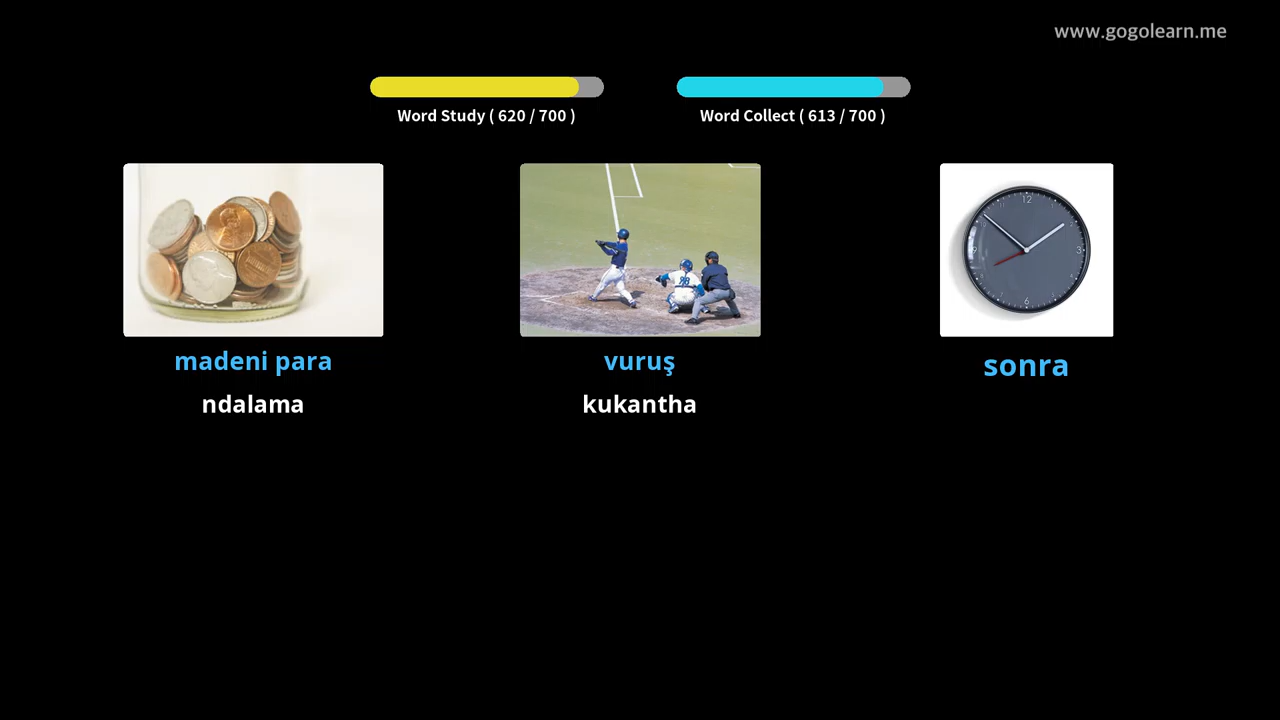 www.gogolearn.me
Word Study ( 620 / 700 )
Word Collect ( 613 / 700 )
madeni para
vuruş
sonra
ndalama
kukantha